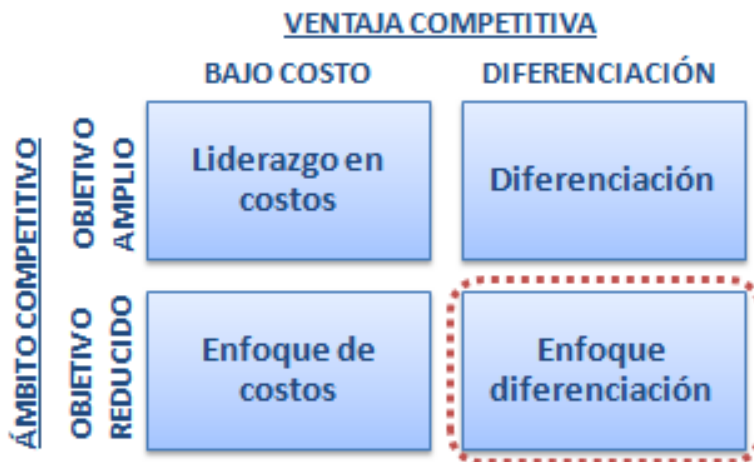 VENTAJA COMPETITIVA
BAJO COSTO
DIFERENCIACIÓN
ÁMBITO COMPETITIVO
OBJETIVO
AMPLIO
Liderazgo en
costos
Diferenciación
OBJETIVO
REDUCIDO
Enfoque de
costos
Enfoque
diferenciación